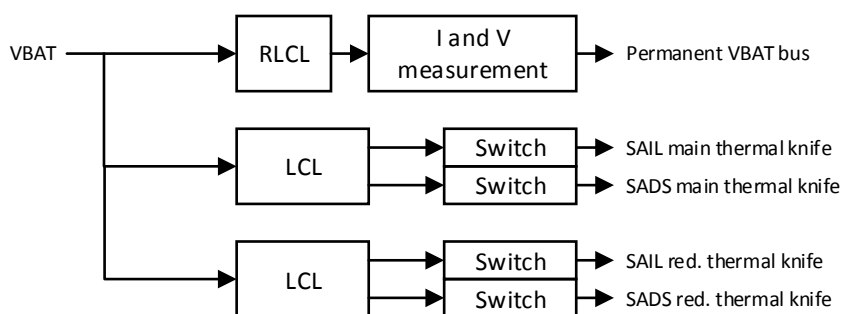 VBAT
RLCL
I and V
measurement
Permanent VBAT bus
LCL
Switch
SAIL main thermal knife
Switch
SADS main thermal knife
LCL
Switch
SAIL red. thermal knife
Switch
SADS red. thermal knife